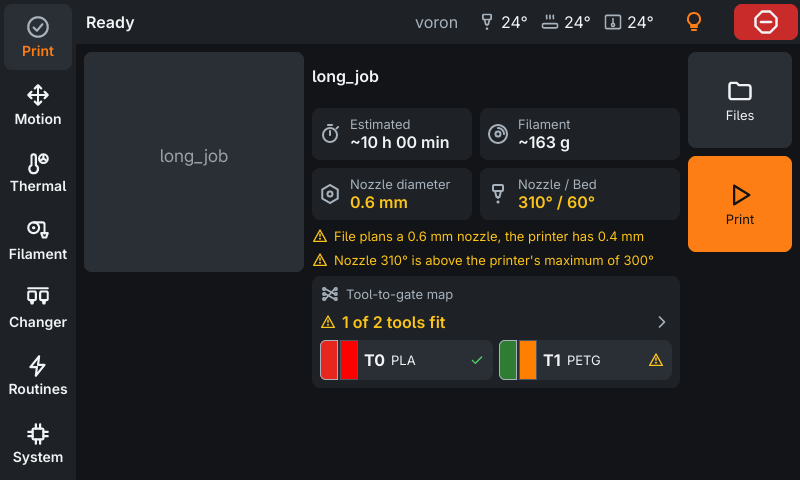 Ready
voron
24°
24°
24°
Print
Motion
Thermal
Filament
Changer
Routines
System
long_job
long_job
Estimated
~10 h 00 min
Filament
~163 g
Nozzle diameter
0.6 mm
Nozzle / Bed
310° / 60°
File plans a 0.6 mm nozzle, the printer has 0.4 mm
Nozzle 310° is above the printer's maximum of 300°
Tool-to-gate map
1 of 2 tools fit
T0 PLA
T1 PETG
Files
Print